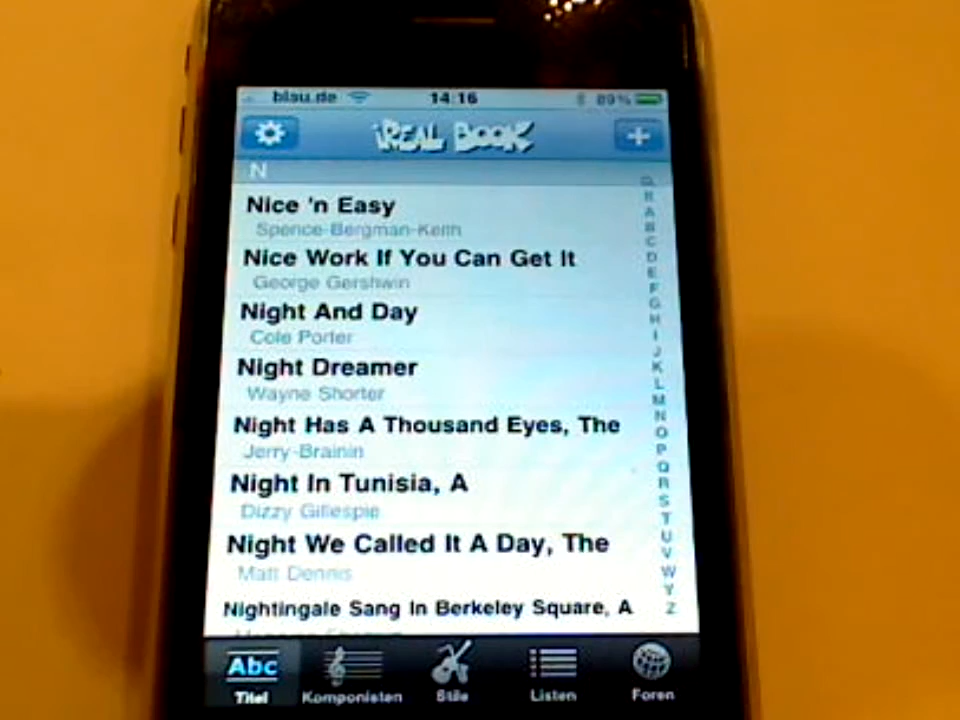 blau.de 14:16 89%
iREAL BOOK +
N
Nice 'n Easy
Spence-Bergman-Keith
Nice Work If You Can Get It
George Gershwin
Night And Day
Cole Porter
Night Dreamer
Wayne Shorter
Night Has A Thousand Eyes, The
Jerry-Brainin
Night In Tunisia, A
Dizzy Gillespie
Night We Called It A Day, The
Matt Dennis
Nightingale Sang In Berkeley Square, A
A
B
C
D
E
F
G
H
I
J
K
L
M
N
O
P
Q
R
S
T
U
V
W
Y
Z
Abc
Titel Komponisten Stile Listen Foren